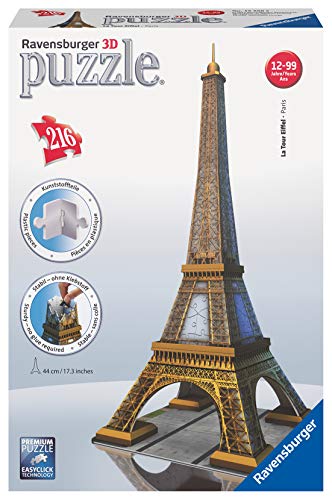 Ravensburger 3D
puzzle®
12-99
Jahre/Years
Ans
La Tour Eiffel • Paris
216
Kunststoffteile
Plastic pieces
Pièces en plastique
Stabil – ohne Klebstoff
Sturdy – no glue required
Stable – sans colle
44 cm / 17.3 inches
PREMIUM
PUZZLE
EASYCLICK
TECHNOLOGY
Ravensburger